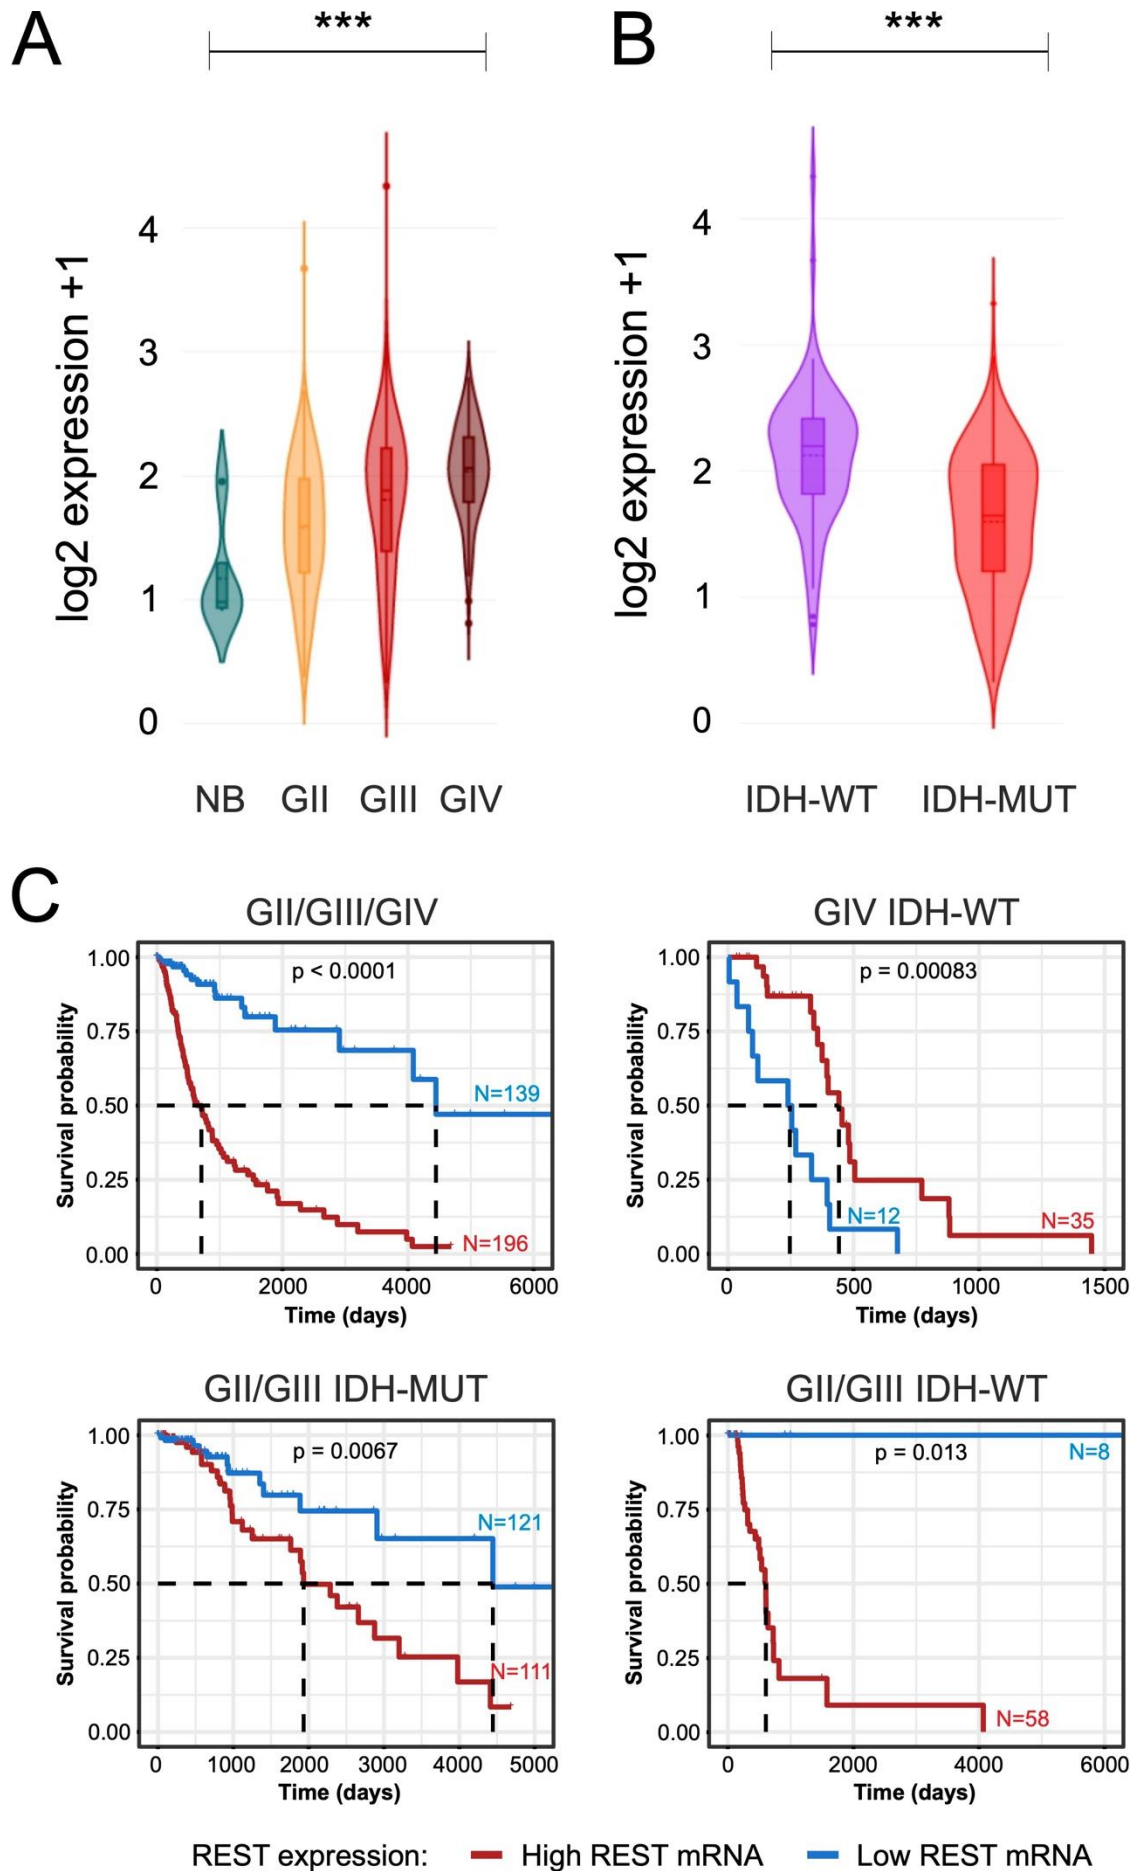 A
***
B
***
log2 expression +1
4
3
2
1
0
NB GII GIII GIV
log2 expression +1
4
3
2
1
0
IDH-WT IDH-MUT
C
GII/GIII/GIV
p < 0.0001
Survival probability
1.00
0.75
0.50
0.25
0.00
N=139
N=196
0 2000 4000 6000
Time (days)
GIV IDH-WT
p = 0.00083
Survival probability
1.00
0.75
0.50
0.25
0.00
N=12
N=35
0 500 1000 1500
Time (days)
GII/GIII IDH-MUT
p = 0.0067
Survival probability
1.00
0.75
0.50
0.25
0.00
N=121
N=111
0 1000 2000 3000 4000 5000
Time (days)
GII/GIII IDH-WT
p = 0.013
Survival probability
1.00
0.75
0.50
0.25
0.00
N=8
N=58
0 2000 4000 6000
Time (days)
REST expression: High REST mRNA Low REST mRNA